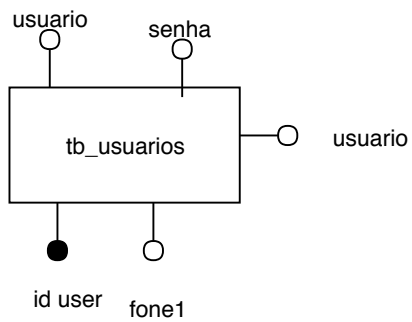 usuario
senha
tb_usuarios
usuario
id user
fone1